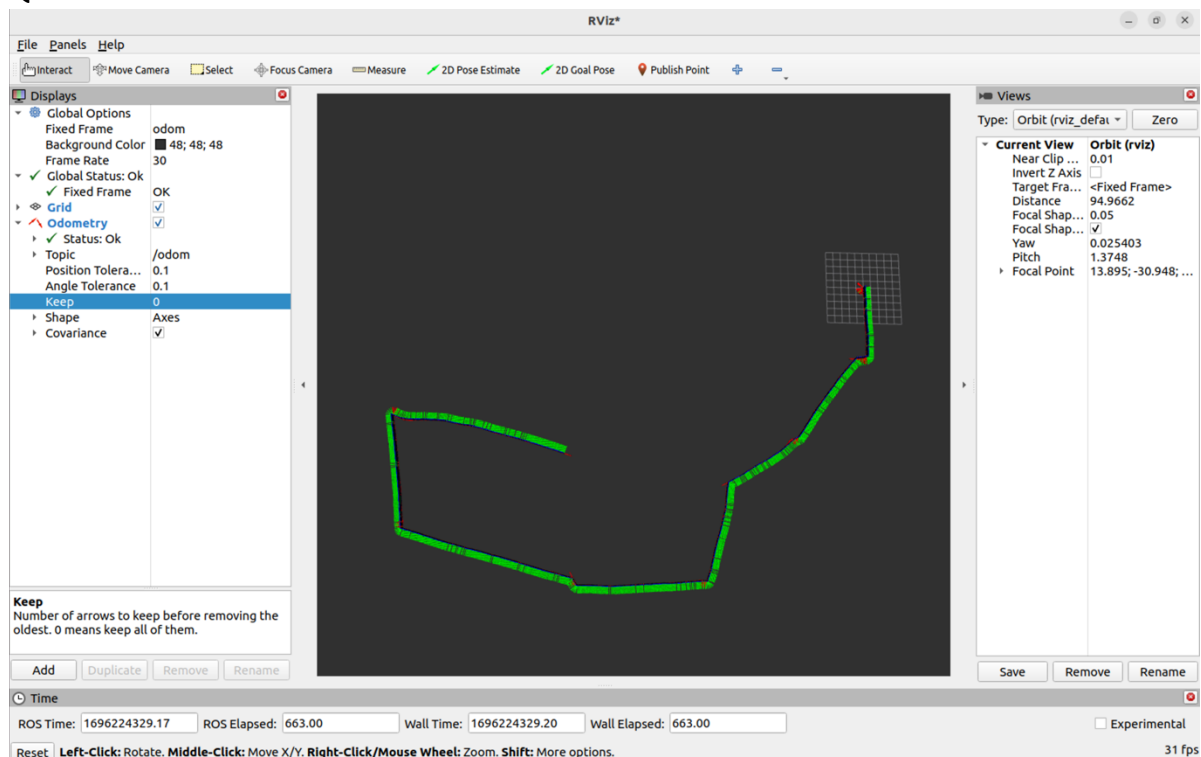 RViz*
File Panels Help
Interact Move Camera Select Focus Camera Measure 2D Pose Estimate 2D Goal Pose Publish Point
Displays
Global Options
Fixed Frame odom
Background Color 48; 48; 48
Frame Rate 30
Global Status: Ok
Fixed Frame OK
Grid
Odometry
Status: Ok
Topic /odom
Position Tolera... 0.1
Angle Tolerance 0.1
Keep 0
Shape Axes
Covariance
Keep
Number of arrows to keep before removing the
oldest. 0 means keep all of them.
Add Duplicate Remove Rename
Views
Type: Orbit (rviz_defau Zero
Current View Orbit (rviz)
Near Clip ... 0.01
Invert Z Axis
Target Fra... <Fixed Frame>
Distance 94.9662
Focal Shap... 0.05
Focal Shap...
Yaw 0.025403
Pitch 1.3748
Focal Point 13.895; -30.948; ...
Save Remove Rename
Time
ROS Time: 1696224329.17 ROS Elapsed: 663.00 Wall Time: 1696224329.20 Wall Elapsed: 663.00 Experimental
Reset Left-Click: Rotate. Middle-Click: Move X/Y. Right-Click/Mouse Wheel: Zoom. Shift: More options. 31 fps